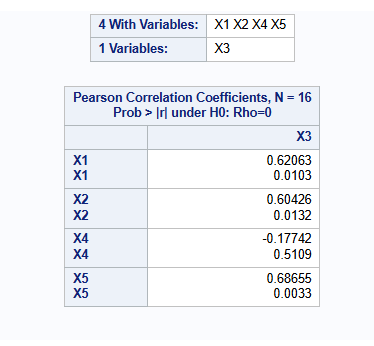 4 With Variables: X1 X2 X4 X5
1 Variables: X3
Pearson Correlation Coefficients, N = 16
Prob > |r| under H0: Rho=0
X3
X1 0.62063
X1 0.0103
X2 0.60426
X2 0.0132
X4 -0.17742
X4 0.5109
X5 0.68655
X5 0.0033